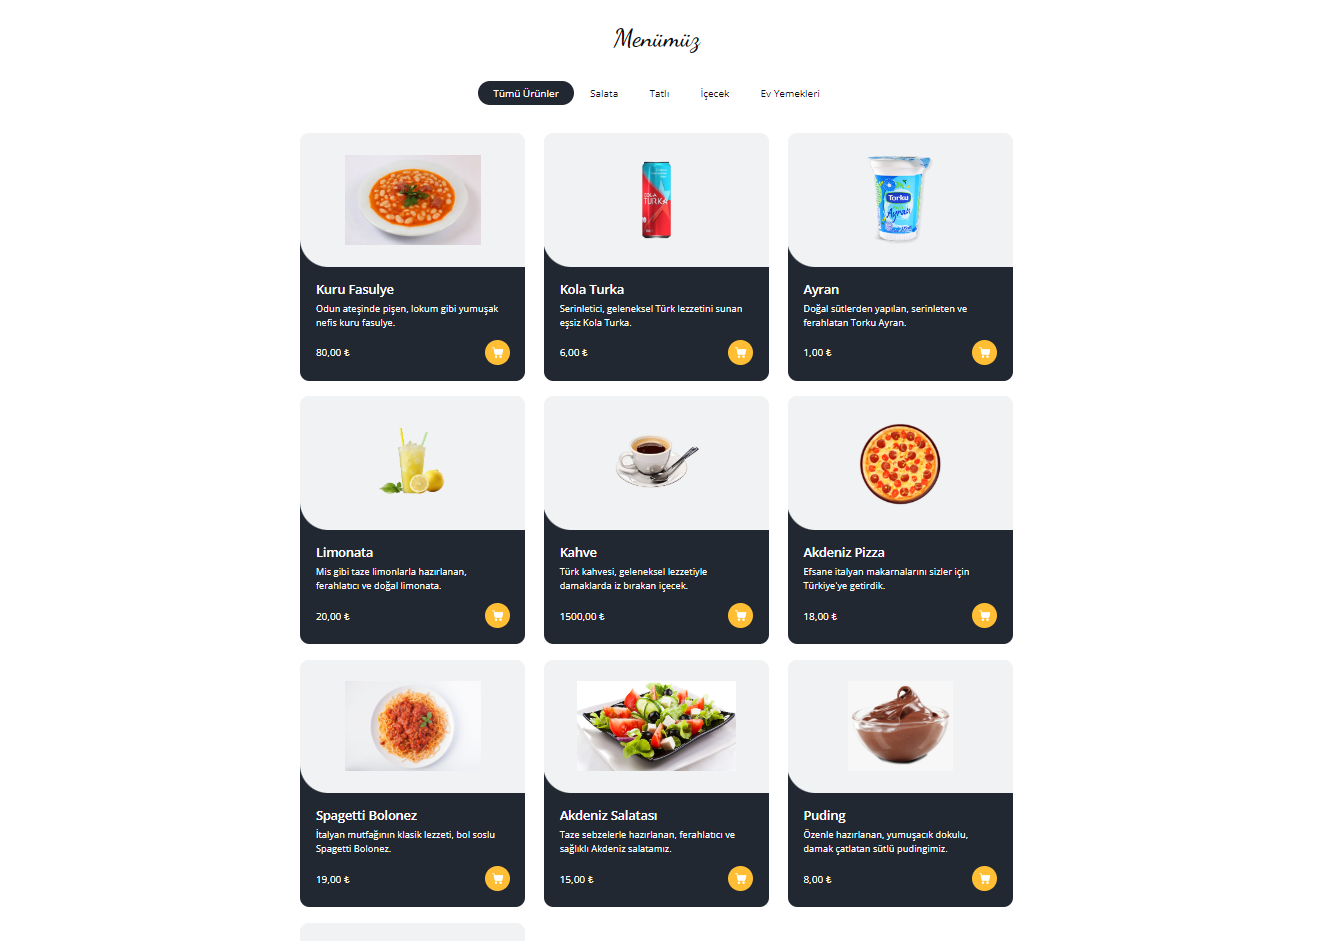 Menümüz
Tümü Ürünler
Salata
Tatlı
İçecek
Ev Yemekleri
COLA
TURKA
Torku
Ayran
Kuru Fasulye
Odun ateşinde pişen, lokum gibi yumuşak
nefis kuru fasulye.
80,00 ₺
Kola Turka
Serinletici, geleneksel Türk lezzetini sunan
eşsiz Kola Turka.
6,00 ₺
Ayran
Doğal sütlerden yapılan, serinleten ve
ferahlatan Torku Ayran.
1,00 ₺
Limonata
Mis gibi taze limonlarla hazırlanan,
ferahlatıcı ve doğal limonata.
20,00 ₺
Kahve
Türk kahvesi, geleneksel lezzetiyle
damaklarda iz bırakan içecek.
1500,00 ₺
Akdeniz Pizza
Efsane italyan makarnalarını sizler için
Türkiye'ye getirdik.
18,00 ₺
Spagetti Bolonez
İtalyan mutfağının klasik lezzeti, bol soslu
Spagetti Bolonez.
19,00 ₺
Akdeniz Salatası
Taze sebzelerle hazırlanan, ferahlatıcı ve
sağlıklı Akdeniz salatamız.
15,00 ₺
Puding
Özenle hazırlanan, yumuşacık dokulu,
damak çatlatan sütlü pudingimiz.
8,00 ₺